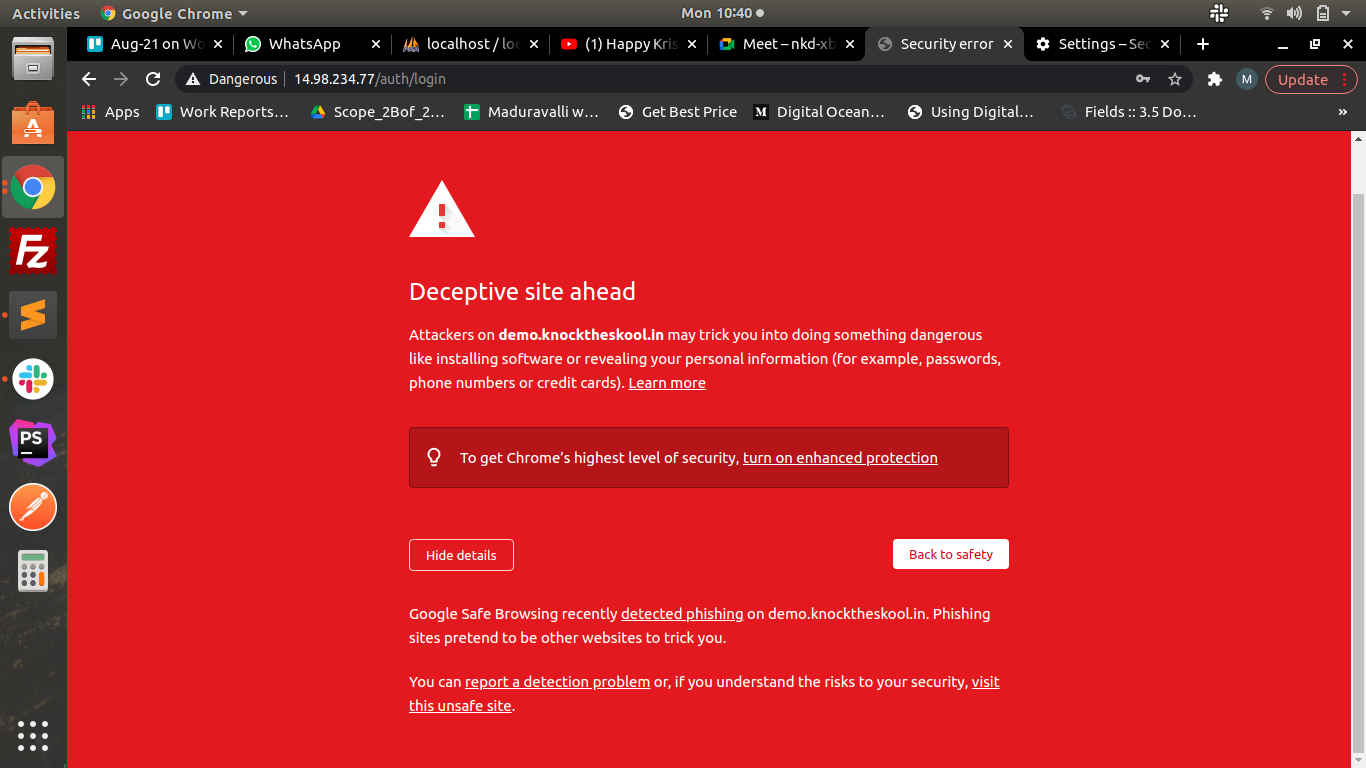 Activities Google Chrome Mon 10:40
Aug-21 on Wo WhatsApp localhost / loc (1) Happy Kris Meet – nkd-xb Security error Settings – Sec
Dangerous 14.98.234.77/auth/login M Update
Apps Work Reports… Scope_2Bof_2… Maduravalli w… Get Best Price M Digital Ocean… Using Digital… Fields :: 3.5 Do… »
A
Fz
PS
!
Deceptive site ahead
Attackers on demo.knocktheskool.in may trick you into doing something dangerous
like installing software or revealing your personal information (for example, passwords,
phone numbers or credit cards). Learn more
To get Chrome’s highest level of security, turn on enhanced protection
Hide details Back to safety
Google Safe Browsing recently detected phishing on demo.knocktheskool.in. Phishing
sites pretend to be other websites to trick you.
You can report a detection problem or, if you understand the risks to your security, visit
this unsafe site.